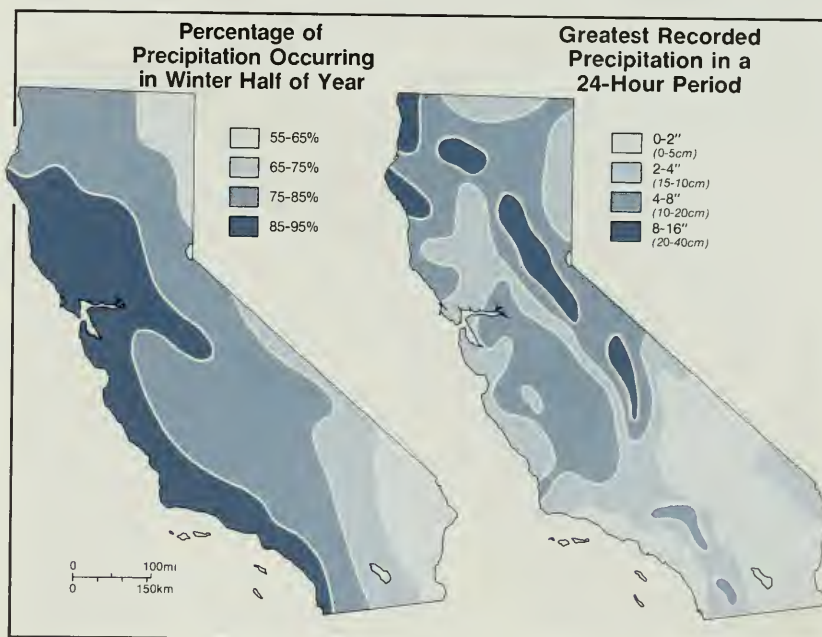 Percentage of
Precipitation Occurring
in Winter Half of Year
55-65%
65-75%
75-85%
85-95%
0 100mi
0 150km
Greatest Recorded
Precipitation in a
24-Hour Period
0-2"
(0-5cm)
2-4"
(15-10cm)
4-8"
(10-20cm)
8-16"
(20-40cm)